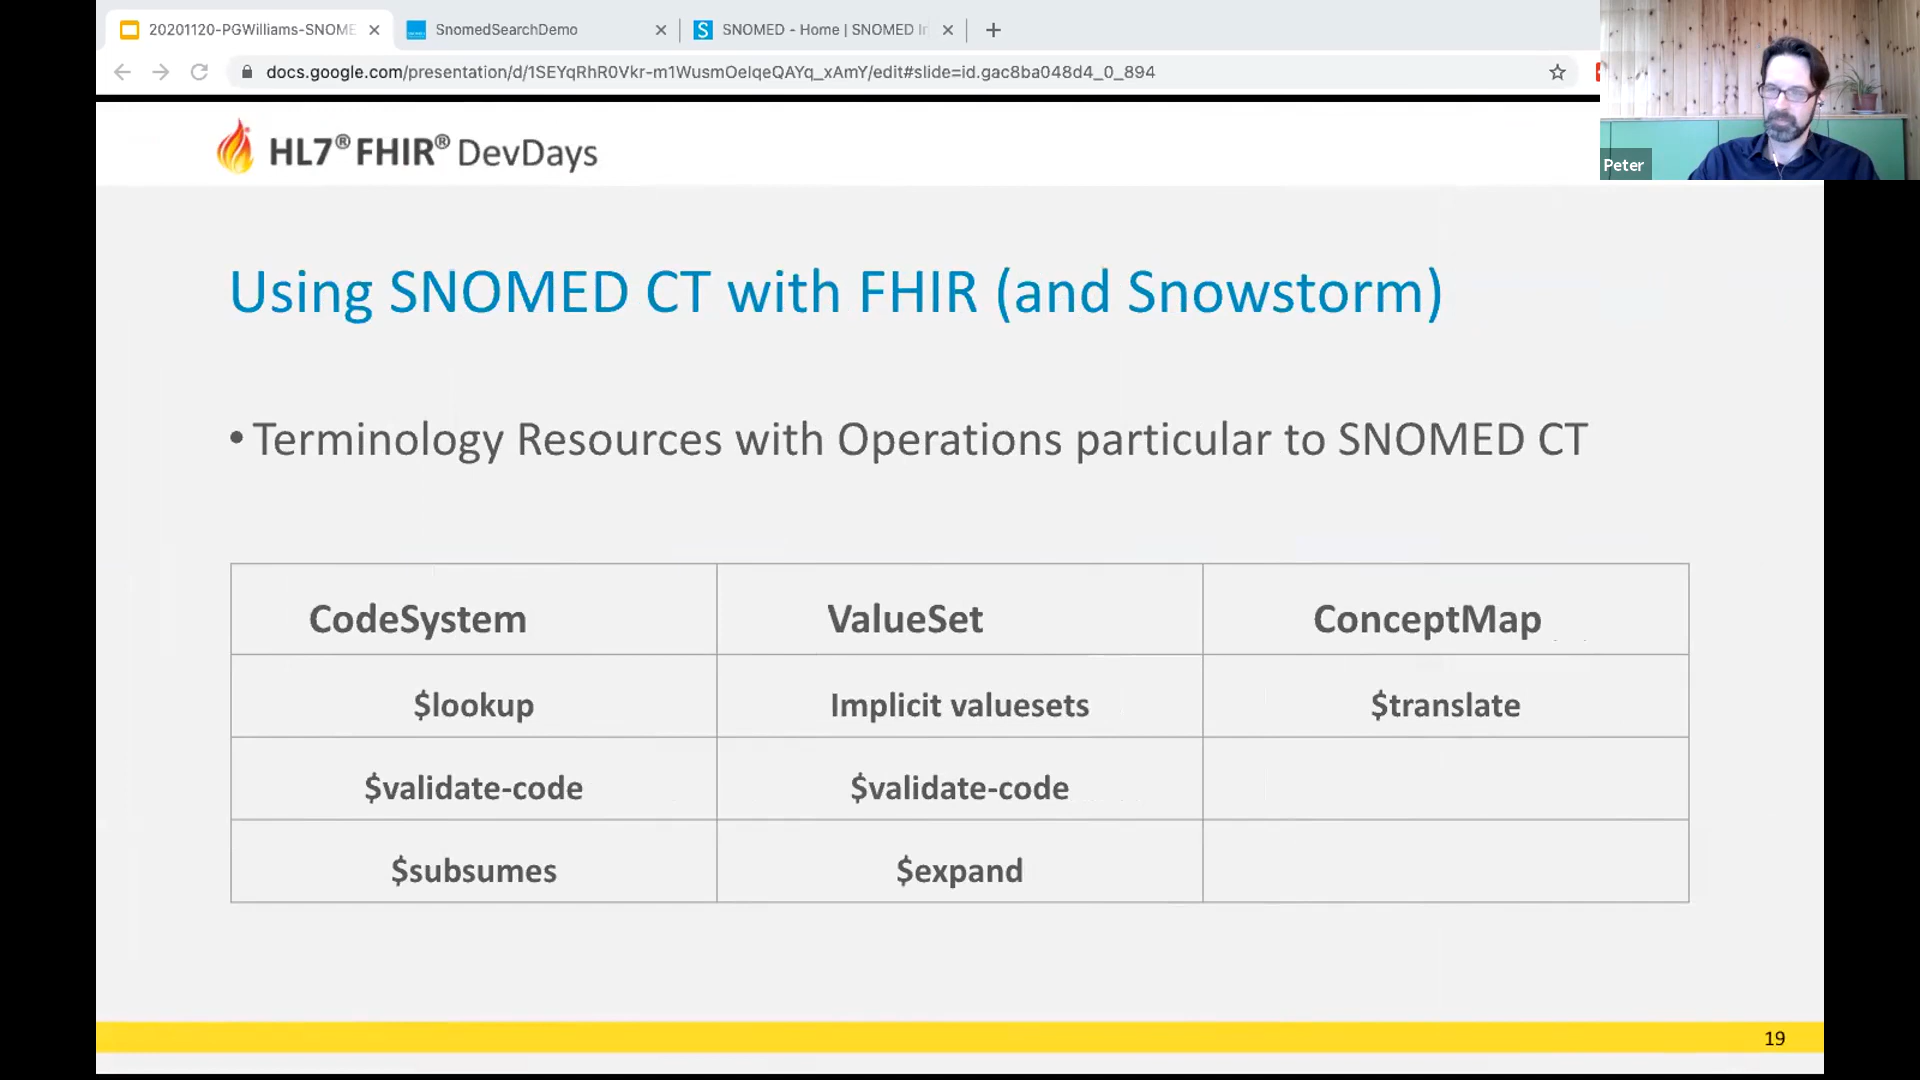 20201120-PGWilliams-SNOME
SnomedSearchDemo
SNOMED - Home | SNOMED In
docs.google.com/presentation/d/1SEYqRhR0Vkr-m1WusmOelqeQAYq_xAmY/edit#slide=id.gac8ba048d4_0_894
Peter
HL7® FHIR® DevDays
Using SNOMED CT with FHIR (and Snowstorm)
• Terminology Resources with Operations particular to SNOMED CT
CodeSystem ValueSet ConceptMap
$lookup Implicit valuesets $translate
$validate-code $validate-code
$subsumes $expand
19